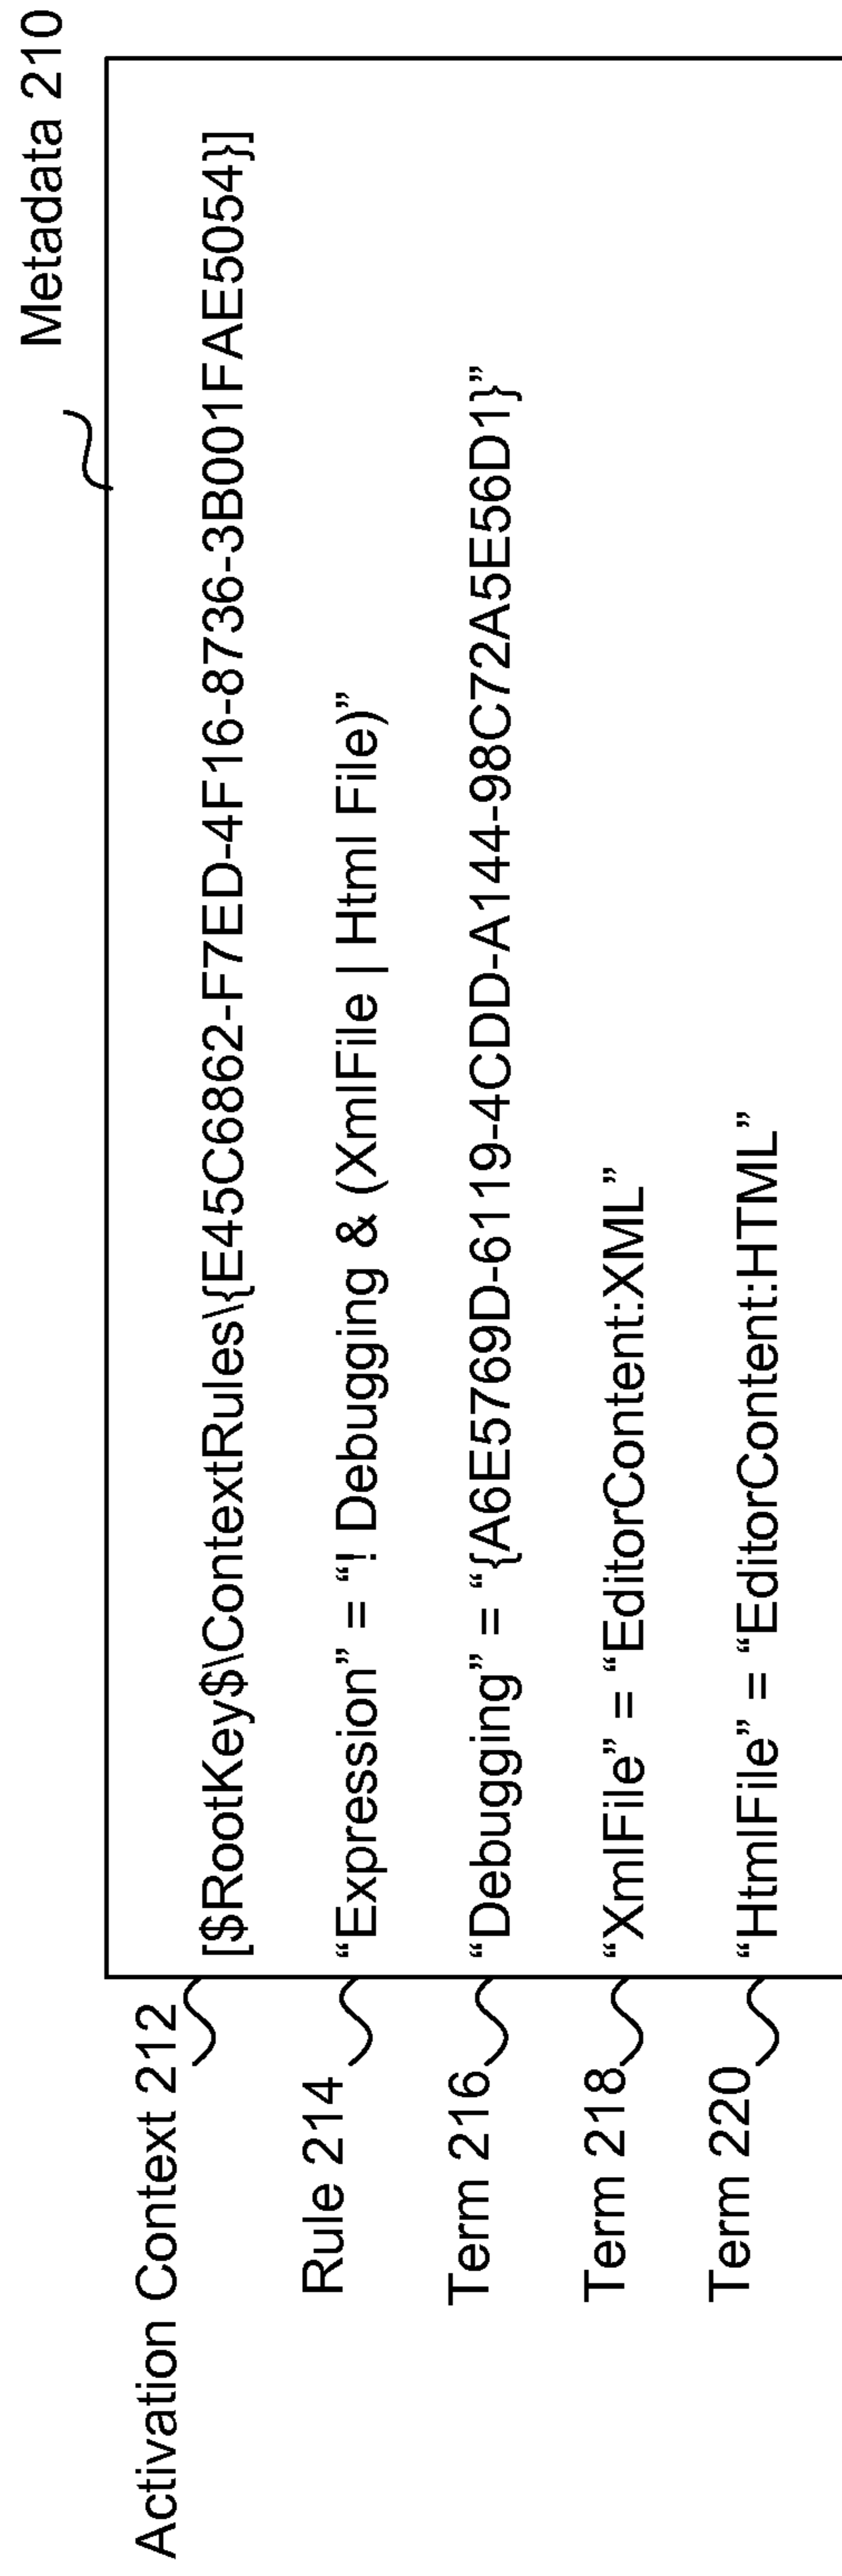 Metadata 210
Activation Context 212
[$RootKey$\ContextRules\{E45C6862-F7ED-4F16-8736-3B001FAE5054}]
Rule 214
“Expression” = “! Debugging & (XmlFile | Html File)”
Term 216
“Debugging” = “{A6E5769D-6119-4CDD-A144-98C72A5E56D1}”
Term 218
“XmlFile” = “EditorContent:XML”
Term 220
“HtmlFile” = “EditorContent:HTML”